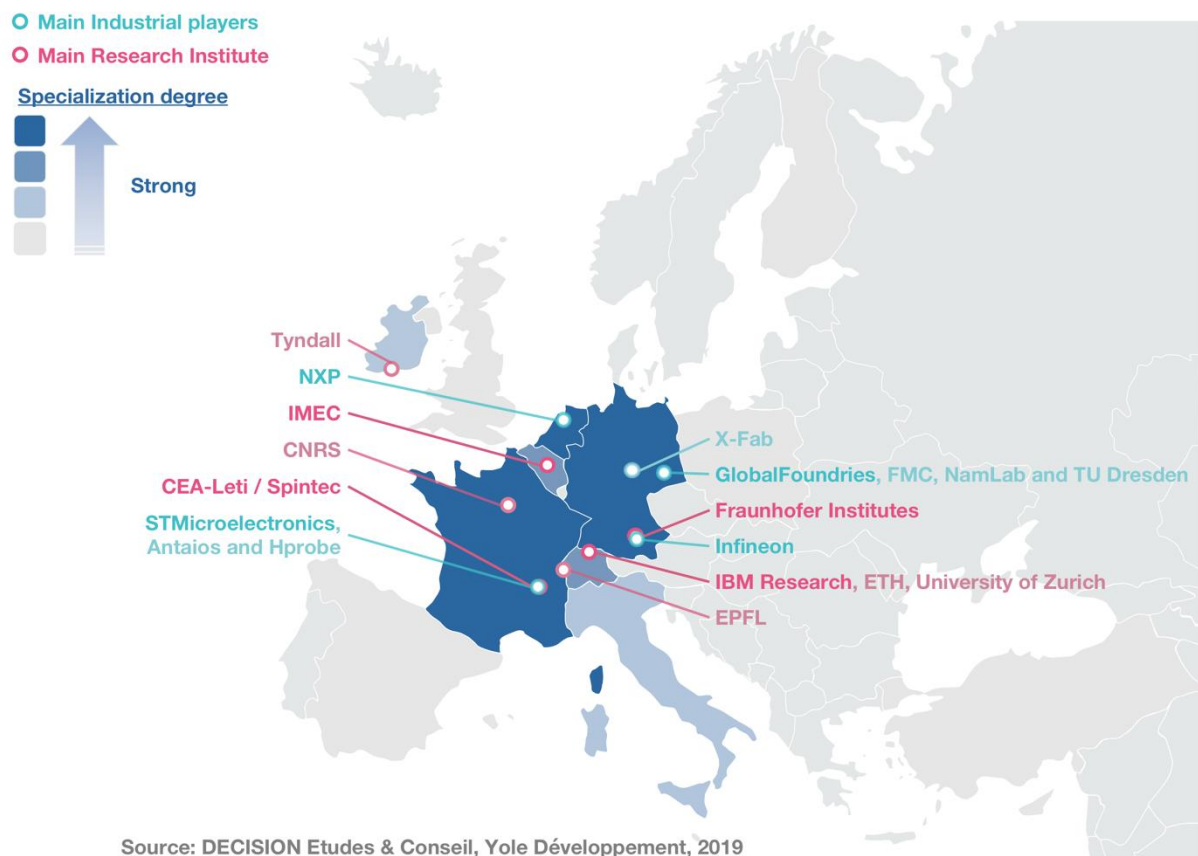 Main Industrial players
Main Research Institute
Specialization degree
Strong
Tyndall
NXP
IMEC
CNRS
CEA-Leti / Spintec
STMicroelectronics,
Antaios and Hprobe
X-Fab
GlobalFoundries, FMC, NamLab and TU Dresden
Fraunhofer Institutes
Infineon
IBM Research, ETH, University of Zurich
EPFL
Source: DECISION Etudes & Conseil, Yole Développement, 2019